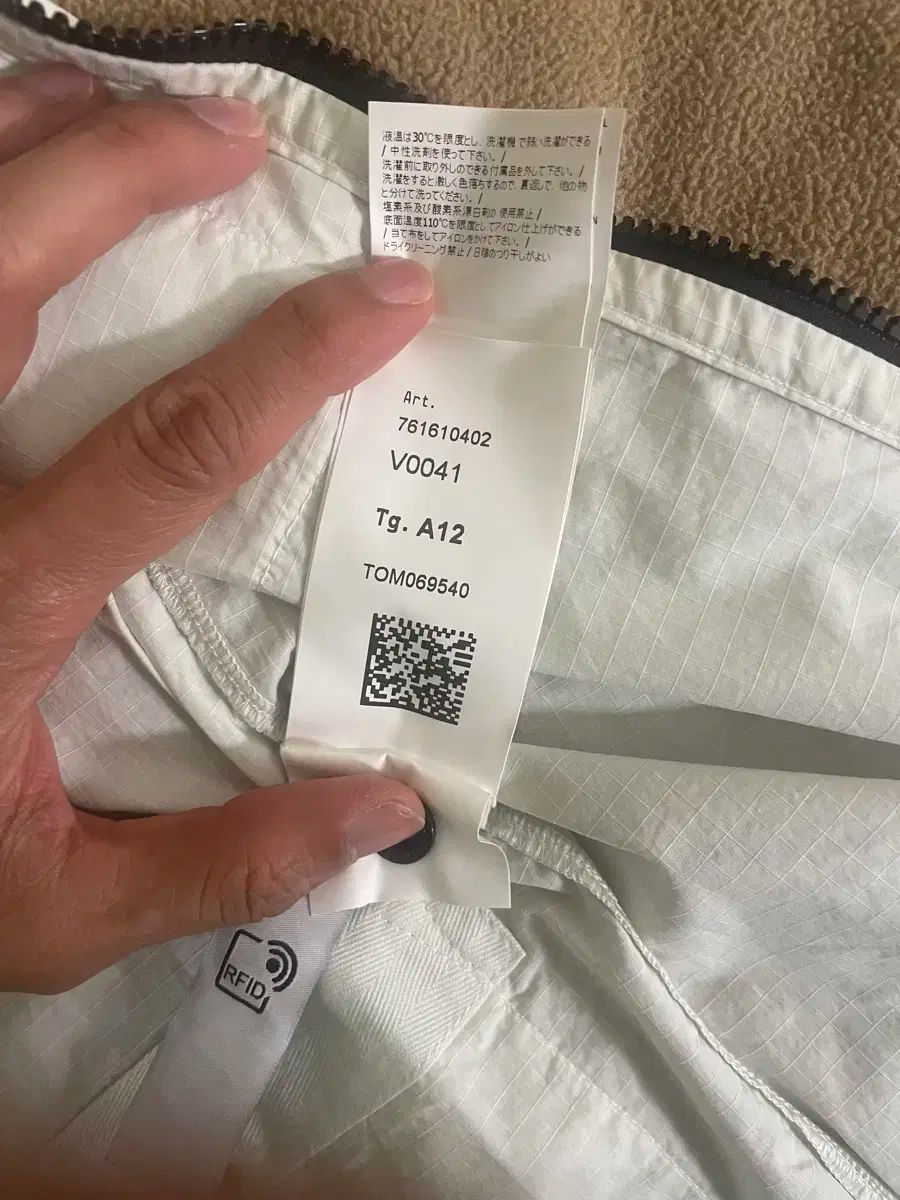 液温は30℃を限度とし、洗濯機で弱い洗濯ができる
/ 中性洗剤を使って下さい。/
洗濯前に取り外しのできる付属品を外して下さい。/
洗濯をすると激しく色落ちするので、裏返しで、他の物
と分けて洗ってください。/
塩素系及び酸素系漂白剤の使用禁止 /
底面温度110℃を限度としてアイロン仕上げができる
/ 当て布をしてアイロンをかけて下さい。/
ドライクリーニング禁止 / 日陰のつり干しがよい
Art.
761610402
V0041
Tg. A12
TOM069540
RFID